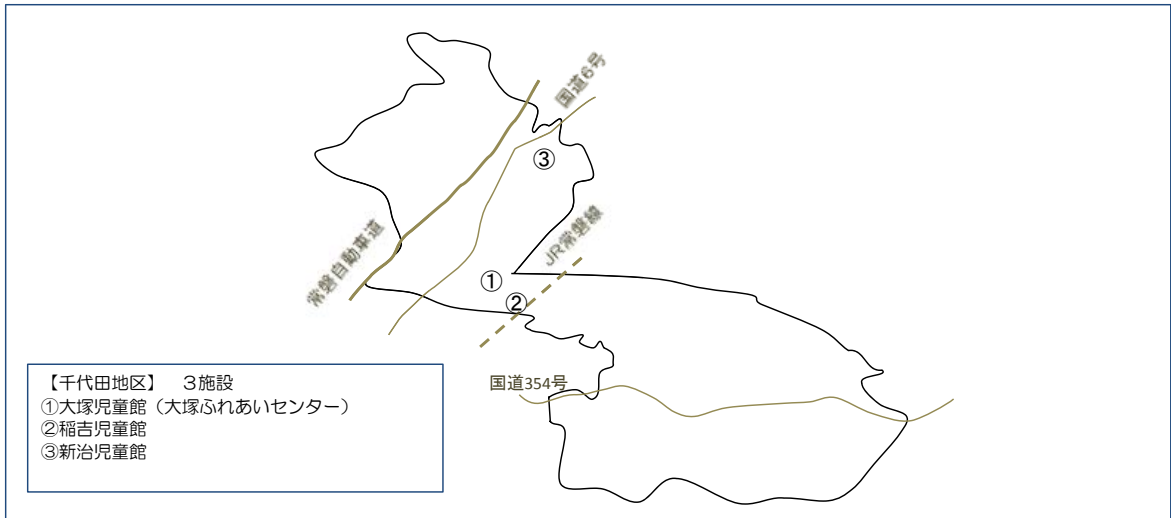 国道6号
③
JR常磐線
常磐自動車道
①
②
国道354号
【千代田地区】　３施設
①大塚児童館（大塚ふれあいセンター）
②稲吉児童館
③新治児童館